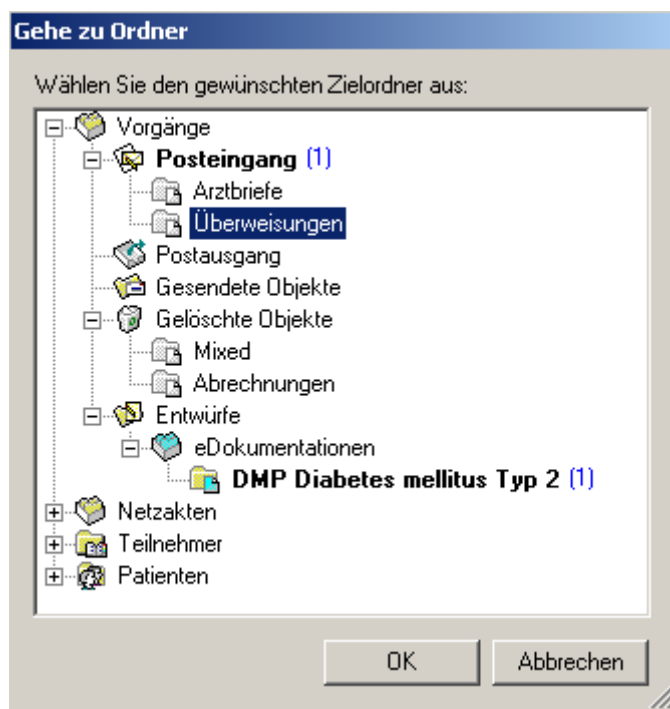 Gehe zu Ordner
Wählen Sie den gewünschten Zielordner aus:
Vorgänge
Posteingang (1)
Arztbriefe
Überweisungen
Postausgang
Gesendete Objekte
Gelöschte Objekte
Mixed
Abrechnungen
Entwürfe
eDokumentationen
DMP Diabetes mellitus Typ 2 (1)
Netzakten
Teilnehmer
Patienten
OK
Abbrechen